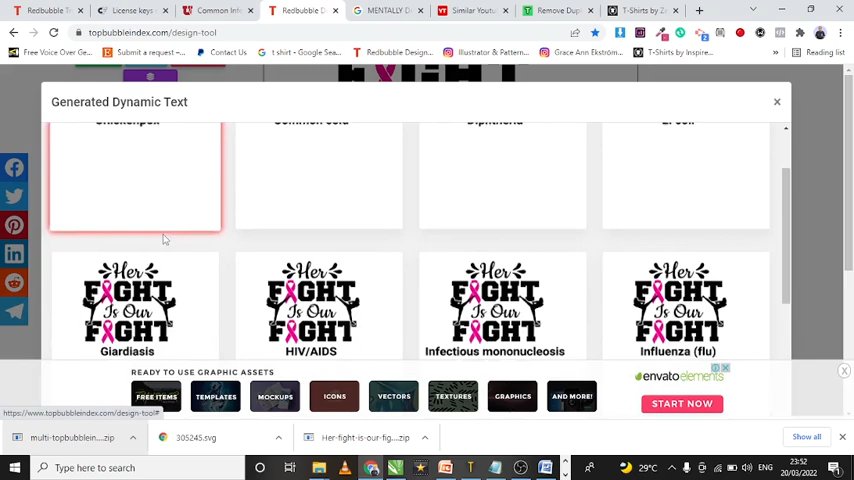 Redbubble T
License keys
Common Infe
Redbubble D
MENTALLY D
Similar Youtu
Remove Dup
T-Shirts by Ze
topbubbleindex.com/design-tool
Free Voice Over Ge...
Submit a request –...
Contact Us
t shirt - Google Sea...
Redbubble Design...
Illustrator & Pattern...
Grace Ann Ekström...
T-Shirts by Inspire...
Reading list
FIGHT
Generated Dynamic Text
×
Chickenpox
Common cold
Diphtheria
E. coli
Her FIGHT Is Our FIGHT
Giardiasis
Her FIGHT Is Our FIGHT
HIV/AIDS
Her FIGHT Is Our FIGHT
Infectious mononucleosis
Her FIGHT Is Our FIGHT
Influenza (flu)
READY TO USE GRAPHIC ASSETS
FREE ITEMS
TEMPLATES
MOCKUPS
ICONS
VECTORS
TEXTURES
GRAPHICS
AND MORE!
envato elements
START NOW
https://www.topbubbleindex.com/design-tool#
multi-topbubblein....zip
305245.svg
Her-fight-is-our-fig....zip
Show all
Type here to search
29°C
ENG
23:52
20/03/2022